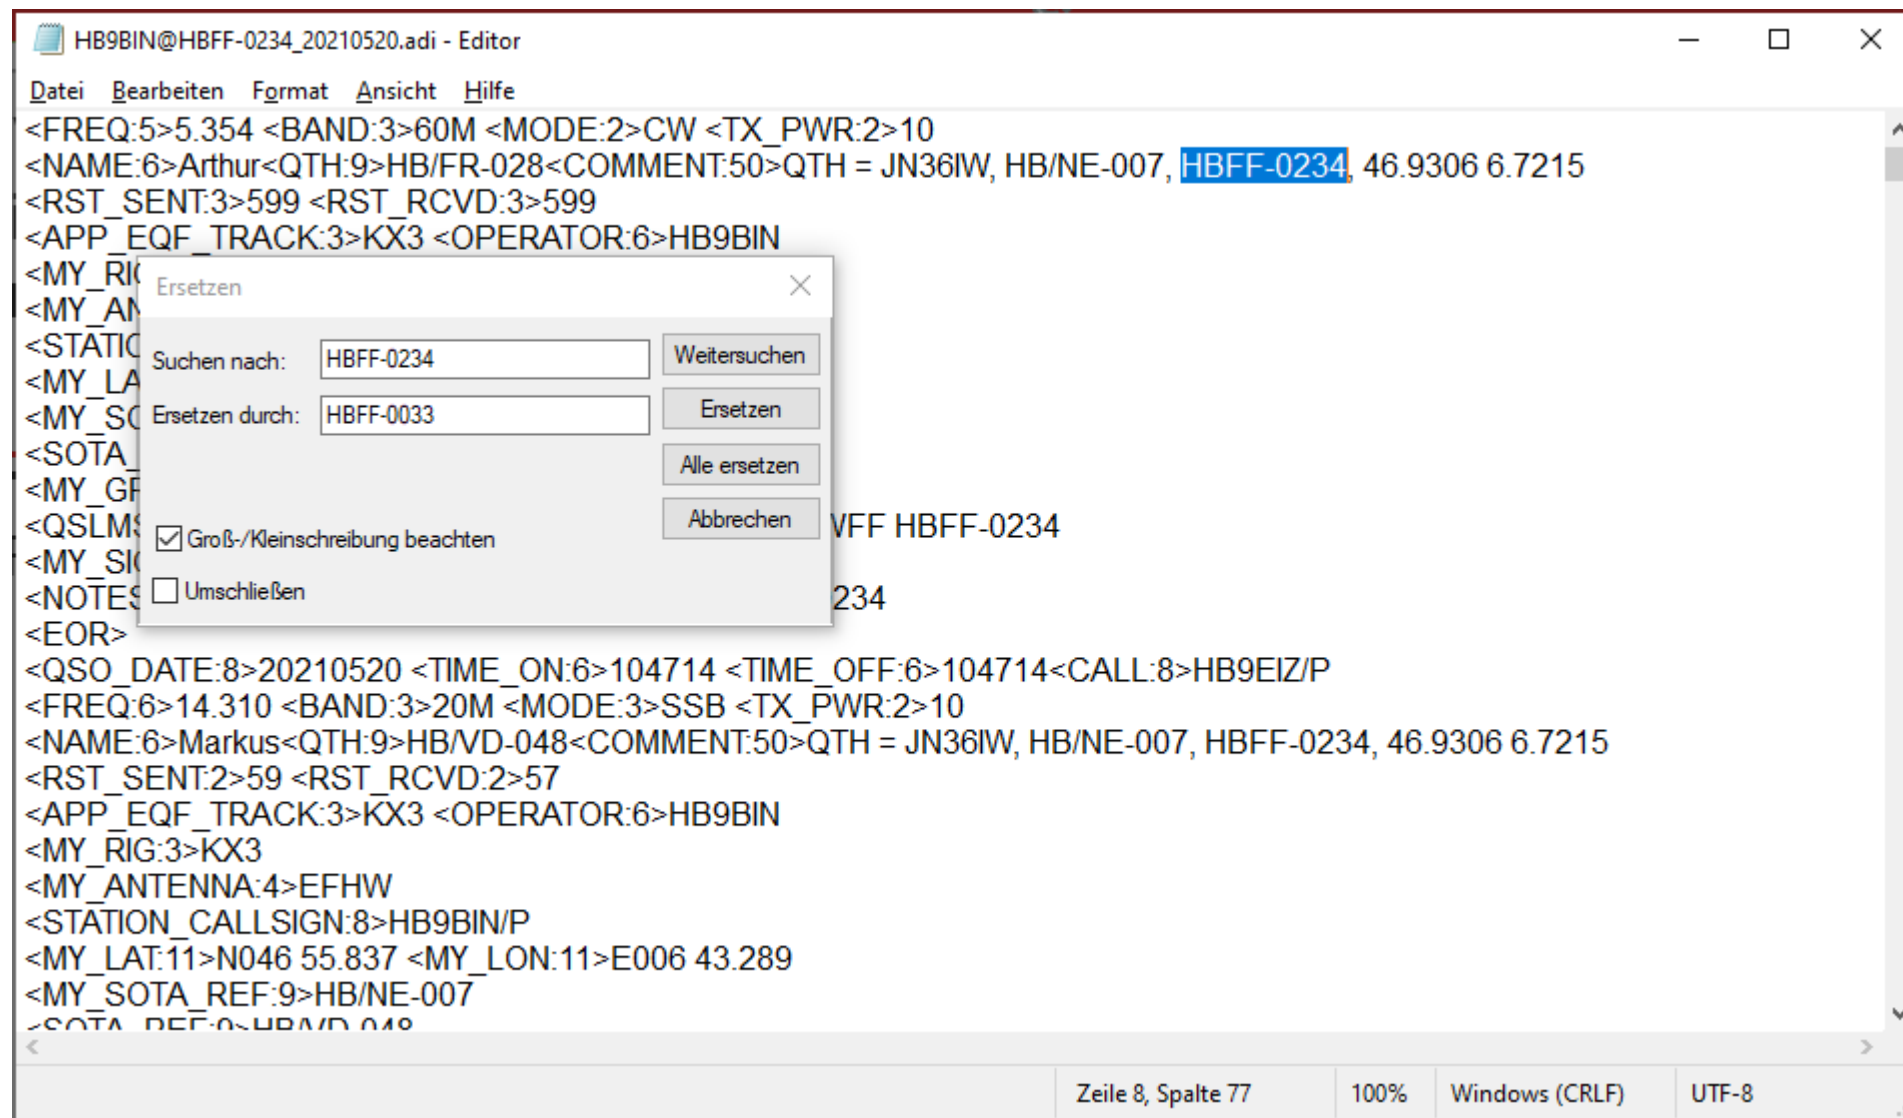 HB9BIN@HBFF-0234_20210520.adi - Editor
Datei Bearbeiten Format Ansicht Hilfe
<FREQ:5>5.354 <BAND:3>60M <MODE:2>CW <TX_PWR:2>10
<NAME:6>Arthur<QTH:9>HB/FR-028<COMMENT:50>QTH = JN36IW, HB/NE-007, HBFF-0234, 46.9306 6.7215
<RST_SENT:3>599 <RST_RCVD:3>599
<APP_EQF_TRACK:3>KX3 <OPERATOR:6>HB9BIN
<MY_RIG
<MY_AN
<STATIO
<MY_LA
<MY_SO
<SOTA_
<MY_GR
<QSLMS WFF HBFF-0234
<MY_SIG
<NOTES 234
<EOR>
Ersetzen
Suchen nach: HBFF-0234 Weitersuchen
Ersetzen durch: HBFF-0033 Ersetzen
Alle ersetzen
Abbrechen
Groß-/Kleinschreibung beachten
Umschließen
<QSO_DATE:8>20210520 <TIME_ON:6>104714 <TIME_OFF:6>104714<CALL:8>HB9EIZ/P
<FREQ:6>14.310 <BAND:3>20M <MODE:3>SSB <TX_PWR:2>10
<NAME:6>Markus<QTH:9>HB/VD-048<COMMENT:50>QTH = JN36IW, HB/NE-007, HBFF-0234, 46.9306 6.7215
<RST_SENT:2>59 <RST_RCVD:2>57
<APP_EQF_TRACK:3>KX3 <OPERATOR:6>HB9BIN
<MY_RIG:3>KX3
<MY_ANTENNA:4>EFHW
<STATION_CALLSIGN:8>HB9BIN/P
<MY_LAT:11>N046 55.837 <MY_LON:11>E006 43.289
<MY_SOTA_REF:9>HB/NE-007
<SOTA_REF:9>HB/VD-048
Zeile 8, Spalte 77 100% Windows (CRLF) UTF-8